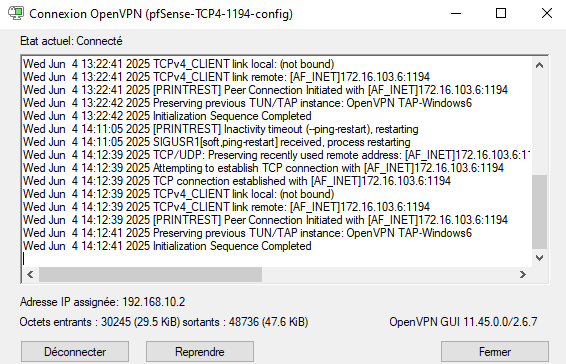 Connexion OpenVPN (pfSense-TCP4-1194-config)
Etat actuel: Connecté
Wed Jun 4 13:22:41 2025 TCPv4_CLIENT link local: (not bound)
Wed Jun 4 13:22:41 2025 TCPv4_CLIENT link remote: [AF_INET]172.16.103.6:1194
Wed Jun 4 13:22:41 2025 [PRINTREST] Peer Connection Initiated with [AF_INET]172.16.103.6:1194
Wed Jun 4 13:22:42 2025 Preserving previous TUN/TAP instance: OpenVPN TAP-Windows6
Wed Jun 4 13:22:42 2025 Initialization Sequence Completed
Wed Jun 4 14:11:05 2025 [PRINTREST] Inactivity timeout (--ping-restart), restarting
Wed Jun 4 14:11:05 2025 SIGUSR1[soft,ping-restart] received, process restarting
Wed Jun 4 14:12:39 2025 TCP/UDP: Preserving recently used remote address: [AF_INET]172.16.103.6:1
Wed Jun 4 14:12:39 2025 Attempting to establish TCP connection with [AF_INET]172.16.103.6:1194
Wed Jun 4 14:12:39 2025 TCP connection established with [AF_INET]172.16.103.6:1194
Wed Jun 4 14:12:39 2025 TCPv4_CLIENT link local: (not bound)
Wed Jun 4 14:12:39 2025 TCPv4_CLIENT link remote: [AF_INET]172.16.103.6:1194
Wed Jun 4 14:12:39 2025 [PRINTREST] Peer Connection Initiated with [AF_INET]172.16.103.6:1194
Wed Jun 4 14:12:41 2025 Preserving previous TUN/TAP instance: OpenVPN TAP-Windows6
Wed Jun 4 14:12:41 2025 Initialization Sequence Completed
Adresse IP assignée: 192.168.10.2
Octets entrants : 30245 (29.5 KiB) sortants : 48736 (47.6 KiB) OpenVPN GUI 11.45.0.0/2.6.7
Déconnecter Reprendre Fermer